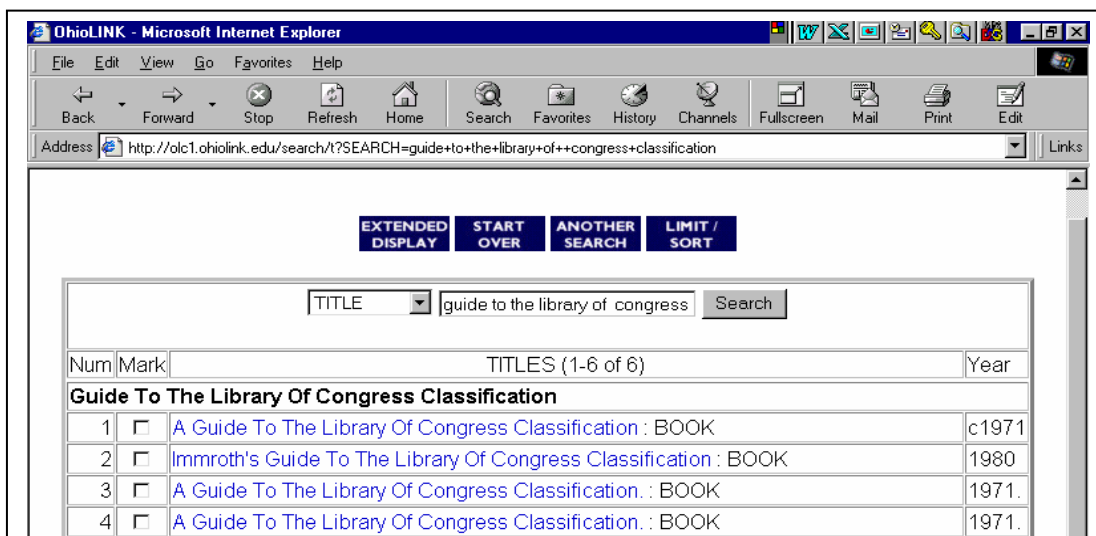 OhioLINK - Microsoft Internet Explorer
File Edit View Go Favorites Help
Back Forward Stop Refresh Home Search Favorites History Channels Fullscreen Mail Print Edit
Address http://olc1.ohiolink.edu/search/t?SEARCH=guide+to+the+library+of++congress+classification Links
EXTENDED DISPLAY START OVER ANOTHER SEARCH LIMIT / SORT
TITLE guide to the library of congress Search
Num Mark TITLES (1-6 of 6) Year
Guide To The Library Of Congress Classification
1 A Guide To The Library Of Congress Classification : BOOK c1971
2 Immroth's Guide To The Library Of Congress Classification : BOOK 1980
3 A Guide To The Library Of Congress Classification. : BOOK 1971.
4 A Guide To The Library Of Congress Classification. : BOOK 1971.